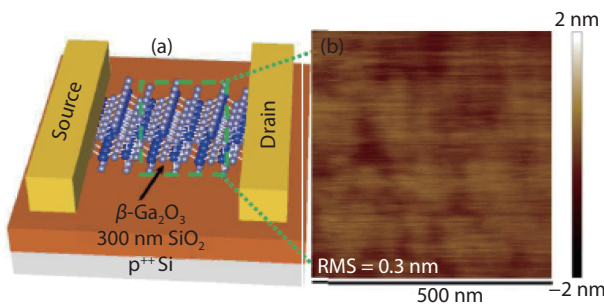 (a)
Source
Drain
β-Ga₂O₃
300 nm SiO₂
p⁺⁺Si
(b)
2 nm
RMS = 0.3 nm
−2 nm
500 nm